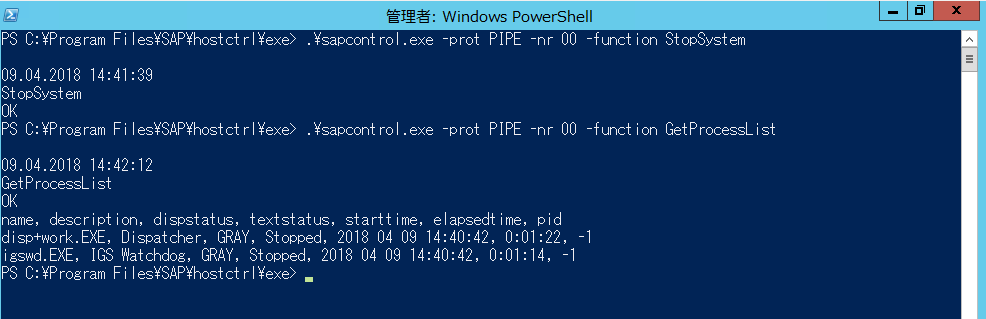 管理者: Windows PowerShell
PS C:¥Program Files¥SAP¥hostctrl¥exe> .¥sapcontrol.exe -prot PIPE -nr 00 -function StopSystem
09.04.2018 14:41:39
StopSystem
OK
PS C:¥Program Files¥SAP¥hostctrl¥exe> .¥sapcontrol.exe -prot PIPE -nr 00 -function GetProcessList
09.04.2018 14:42:12
GetProcessList
OK
name, description, dispstatus, textstatus, starttime, elapsedtime, pid
disp+work.EXE, Dispatcher, GRAY, Stopped, 2018 04 09 14:40:42, 0:01:22, -1
igswd.EXE, IGS Watchdog, GRAY, Stopped, 2018 04 09 14:40:42, 0:01:14, -1
PS C:¥Program Files¥SAP¥hostctrl¥exe>